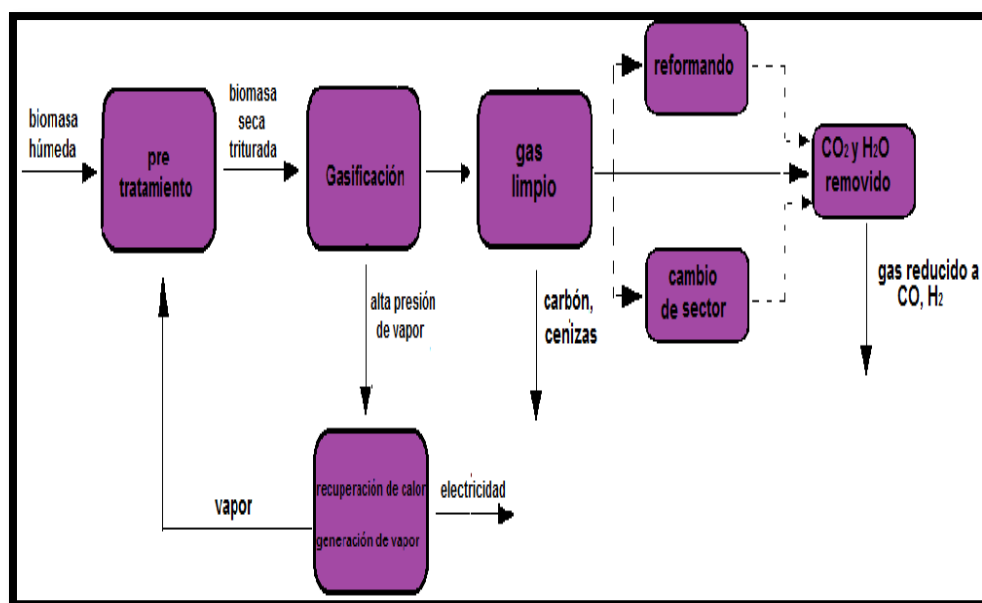 biomasa
húmeda
pre
tratamiento
biomasa
seca
triturada
Gasificación
gas
limpio
reformando
cambio
de sector
CO2 y H2O
removido
gas reducido a
CO, H2
alta presión
de vapor
carbón,
cenizas
recuperación de calor
generación de vapor
electricidad
vapor